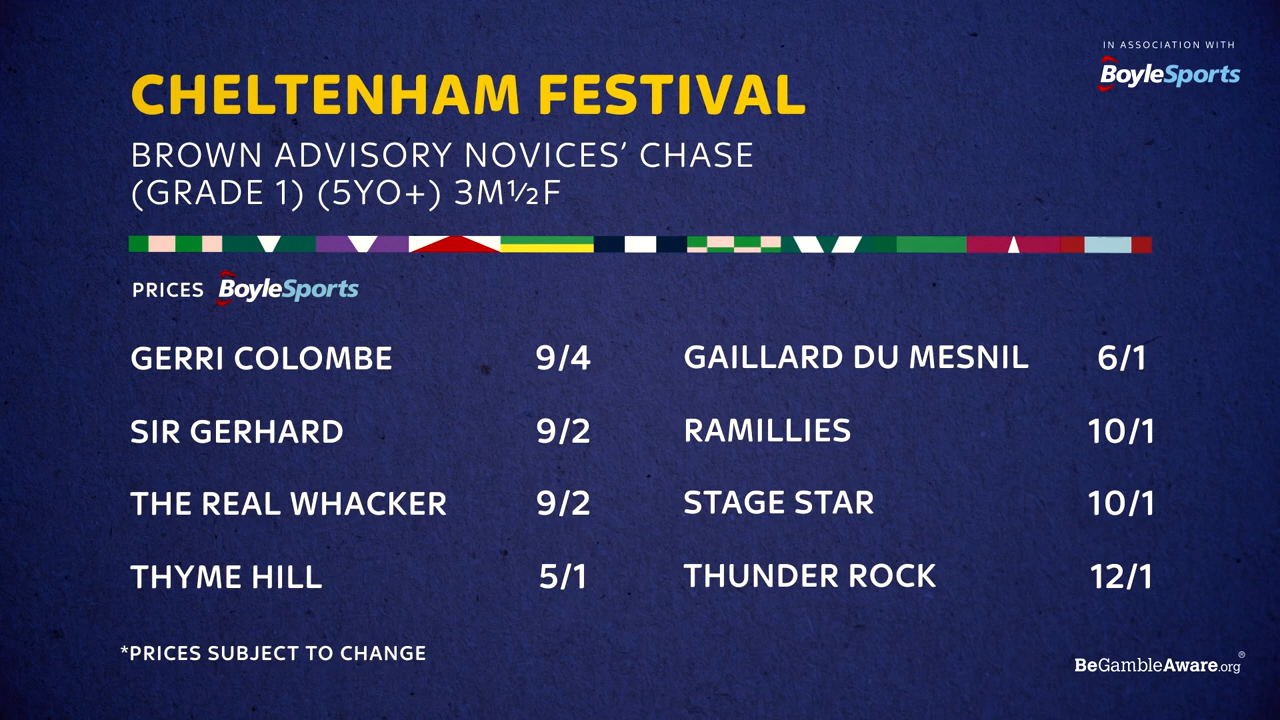 IN ASSOCIATION WITH
BoyleSports
CHELTENHAM FESTIVAL
BROWN ADVISORY NOVICES’ CHASE
(GRADE 1) (5YO+) 3M½F
PRICES BoyleSports
GERRI COLOMBE 9/4 GAILLARD DU MESNIL 6/1
SIR GERHARD 9/2 RAMILLIES 10/1
THE REAL WHACKER 9/2 STAGE STAR 10/1
THYME HILL 5/1 THUNDER ROCK 12/1
*PRICES SUBJECT TO CHANGE
BeGambleAware.org®